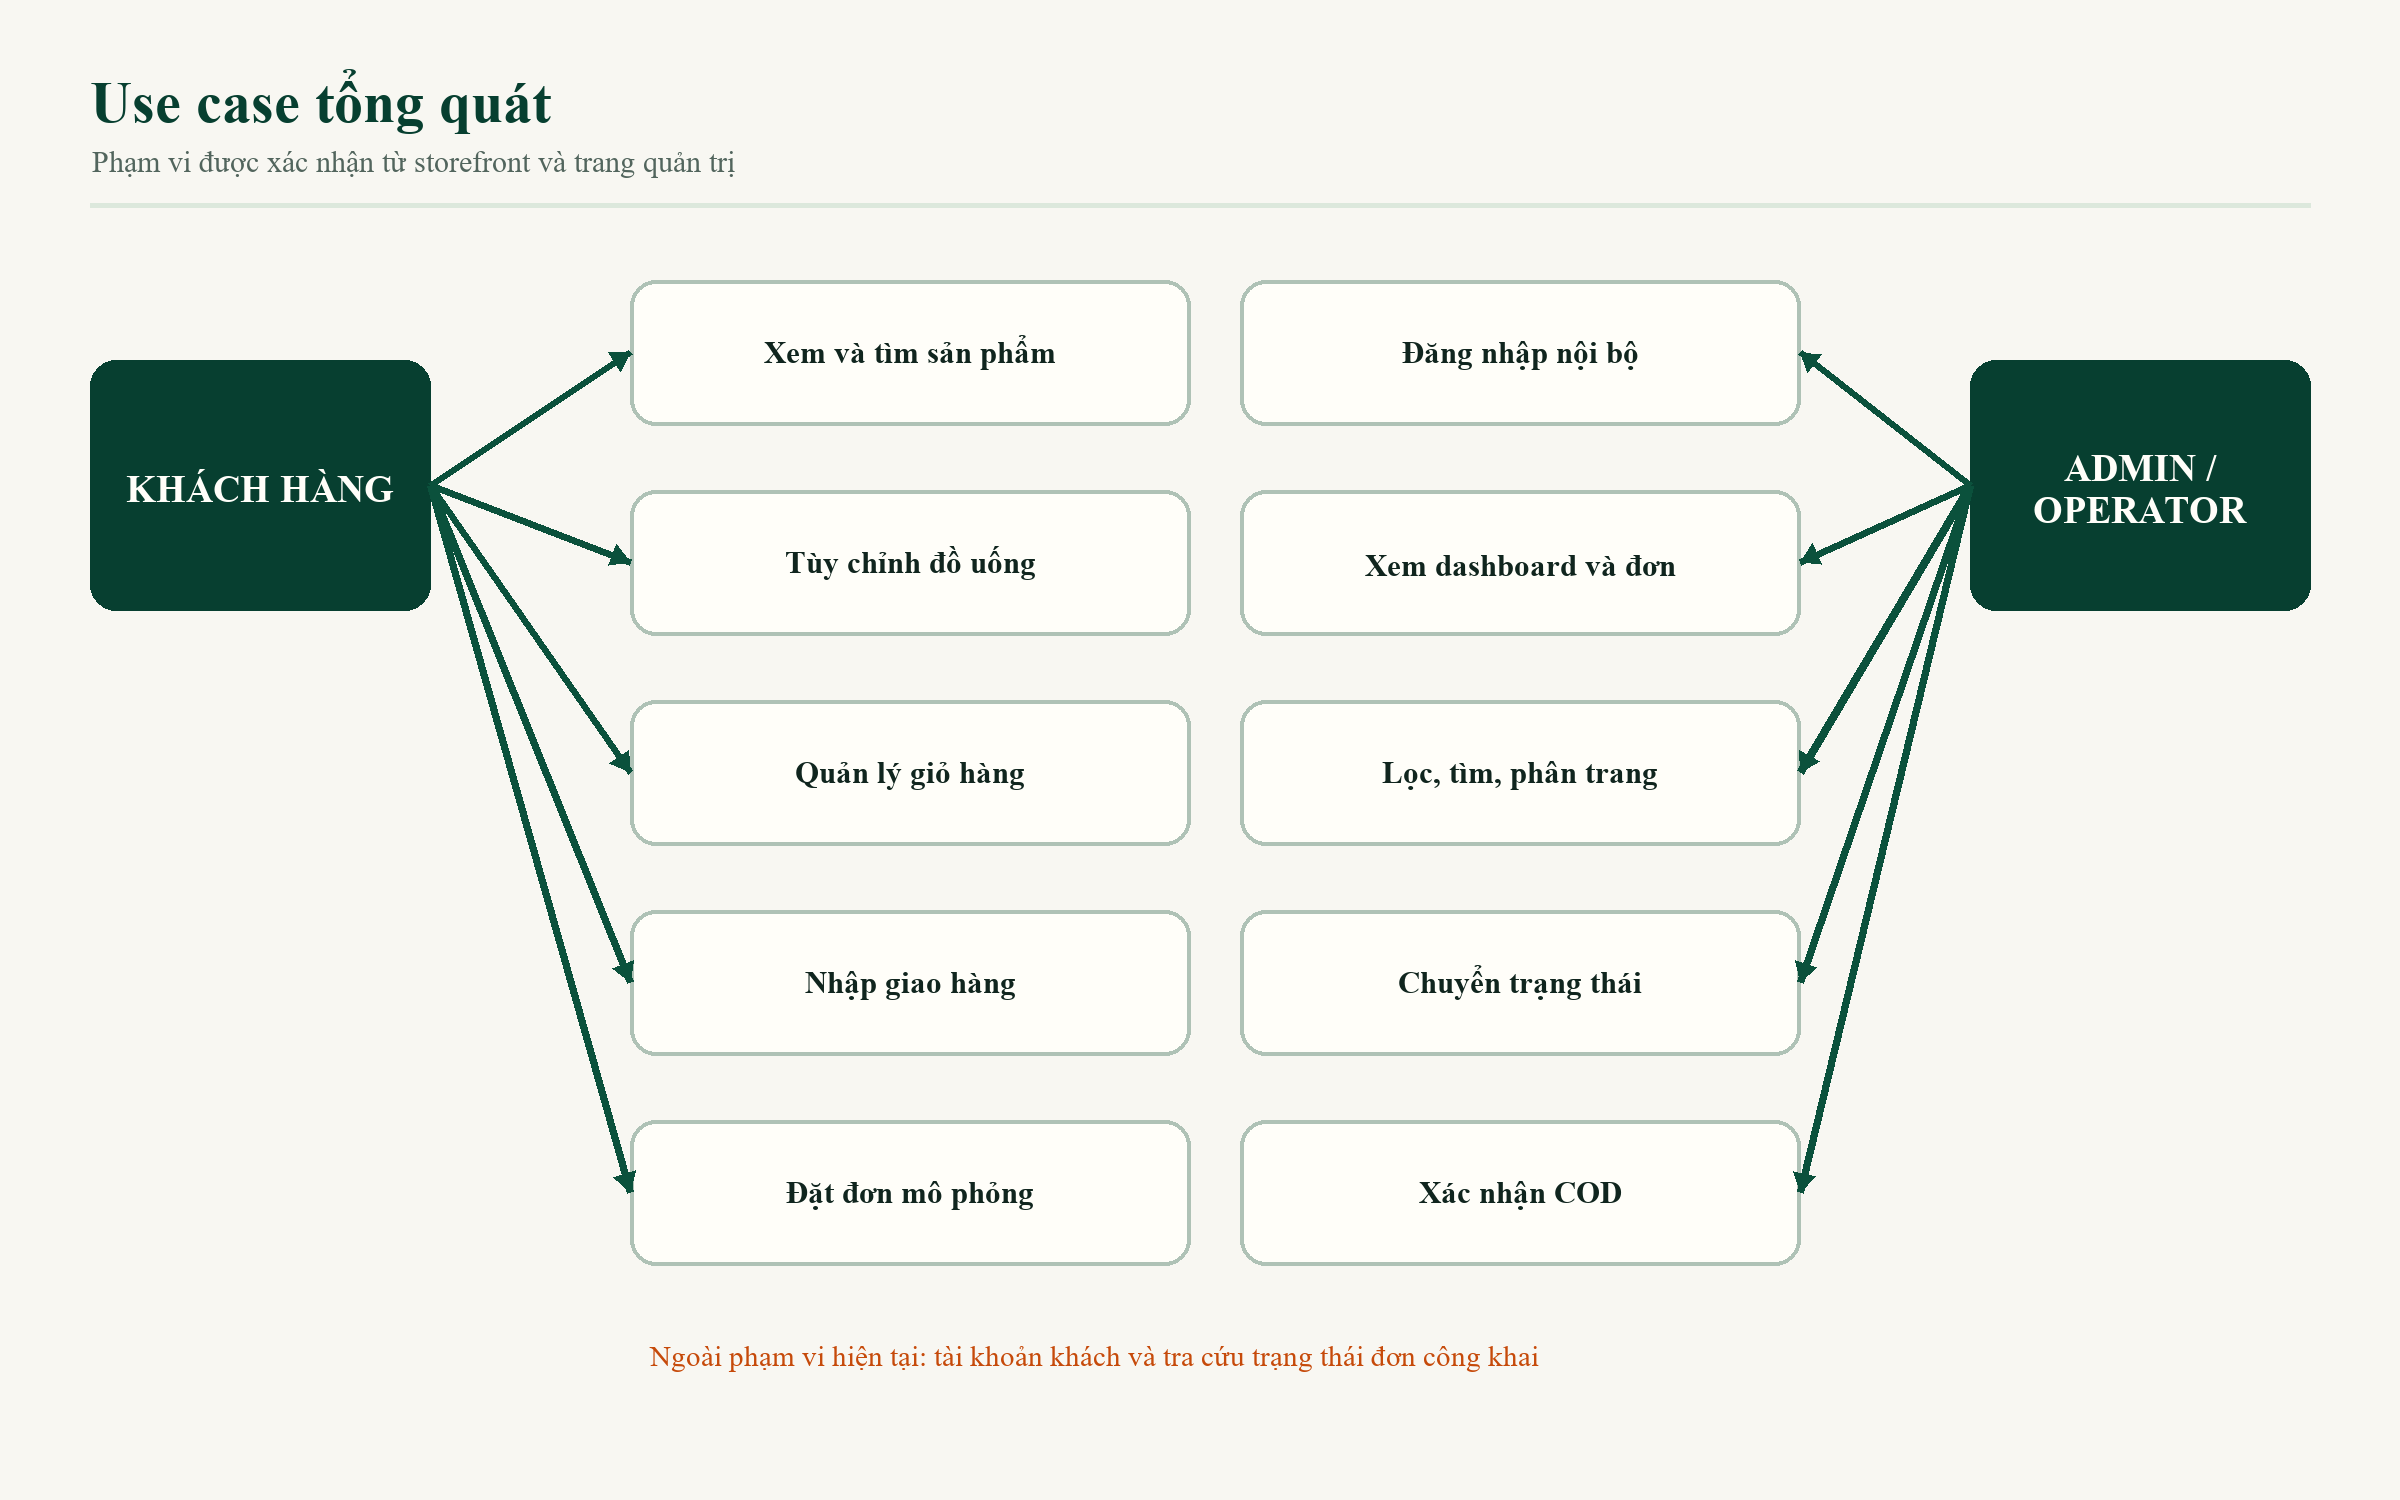 Use case tổng quát
Phạm vi được xác nhận từ storefront và trang quản trị
KHÁCH HÀNG
Xem và tìm sản phẩm
Tùy chỉnh đồ uống
Quản lý giỏ hàng
Nhập giao hàng
Đặt đơn mô phỏng
Đăng nhập nội bộ
Xem dashboard và đơn
Lọc, tìm, phân trang
Chuyển trạng thái
Xác nhận COD
ADMIN /
OPERATOR
Ngoài phạm vi hiện tại: tài khoản khách và tra cứu trạng thái đơn công khai